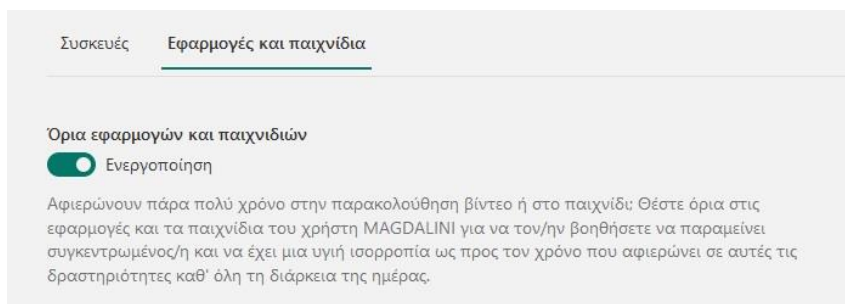 Συσκευές Εφαρμογές και παιχνίδια
Όρια εφαρμογών και παιχνιδιών
Ενεργοποίηση
Αφιερώνουν πάρα πολύ χρόνο στην παρακολούθηση βίντεο ή στο παιχνίδι; Θέστε όρια στις
εφαρμογές και τα παιχνίδια του χρήστη MAGDALINI για να τον/ην βοηθήσετε να παραμείνει
συγκεντρωμένος/η και να έχει μια υγιή ισορροπία ως προς τον χρόνο που αφιερώνει σε αυτές τις
δραστηριότητες καθ' όλη τη διάρκεια της ημέρας.